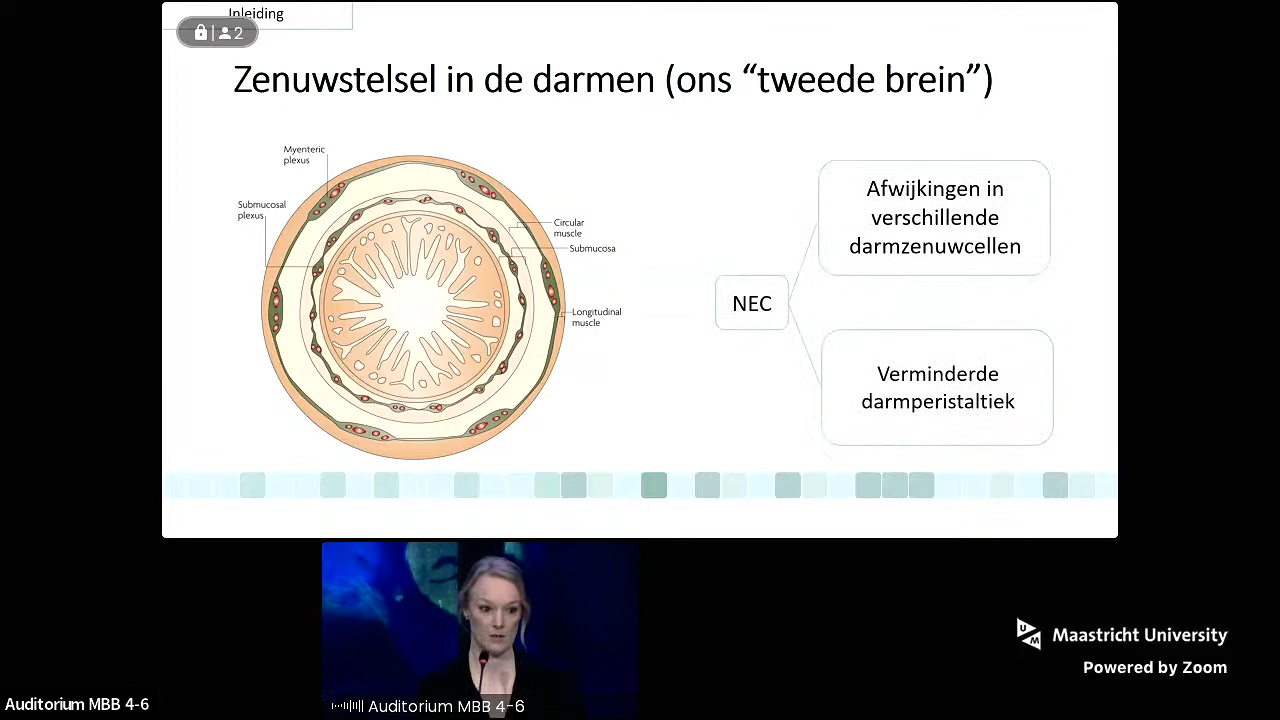 Inleiding
2
Zenuwstelsel in de darmen (ons “tweede brein”)
Myenteric
plexus
Submucosal
plexus
Circular
muscle
Submucosa
Longitudinal
muscle
NEC
Afwijkingen in
verschillende
darmzenuwcellen
Verminderde
darmperistaltiek
Auditorium MBB 4-6
Auditorium MBB 4-6
UM
Maastricht University
Powered by Zoom